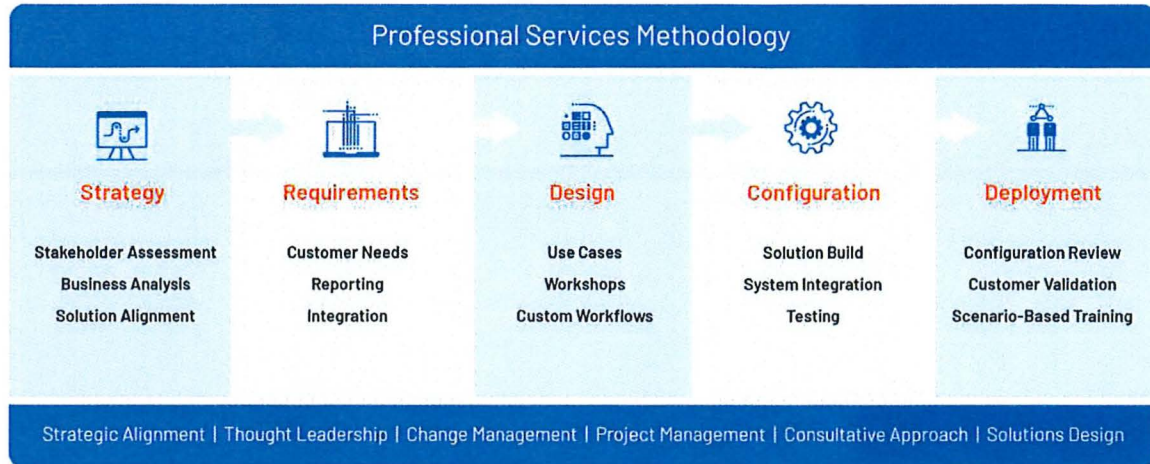 Professional Services Methodology
Strategy
Stakeholder Assessment
Business Analysis
Solution Alignment
Requirements
Customer Needs
Reporting
Integration
Design
Use Cases
Workshops
Custom Workflows
Configuration
Solution Build
System Integration
Testing
Deployment
Configuration Review
Customer Validation
Scenario-Based Training
Strategic Alignment | Thought Leadership | Change Management | Project Management | Consultative Approach | Solutions Design